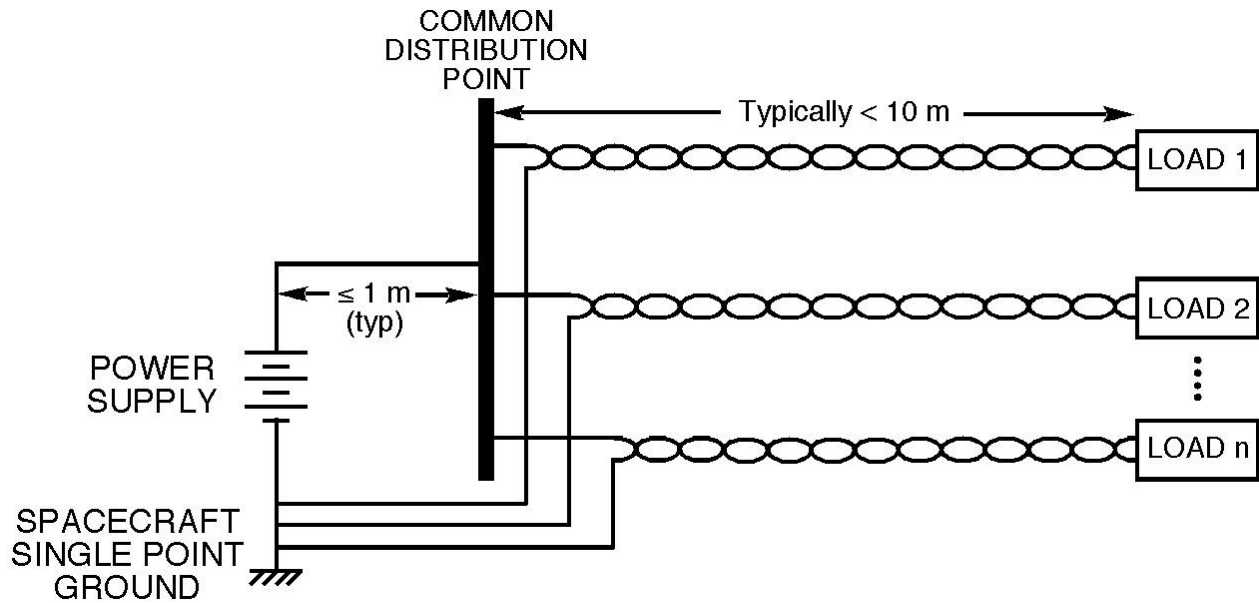 COMMON
DISTRIBUTION
POINT
Typically < 10 m
LOAD 1
≤ 1 m
(typ)
LOAD 2
POWER
SUPPLY
LOAD n
SPACECRAFT
SINGLE POINT
GROUND